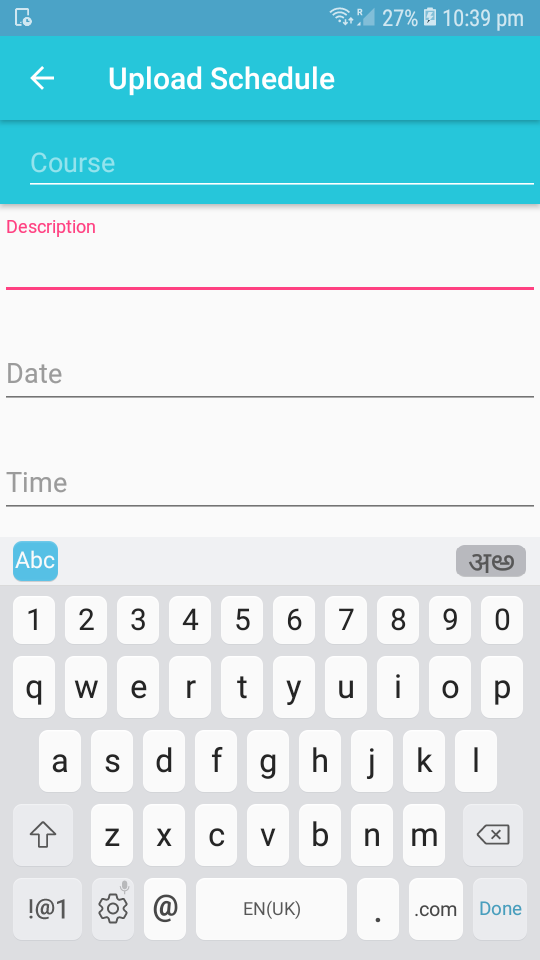 R 27% 10:39 pm
Upload Schedule
Course
Description
Date
Time
Abc अ అ
1 2 3 4 5 6 7 8 9 0
q w e r t y u i o p
a s d f g h j k l
z x c v b n m
!@1 @ EN(UK) . .com Done